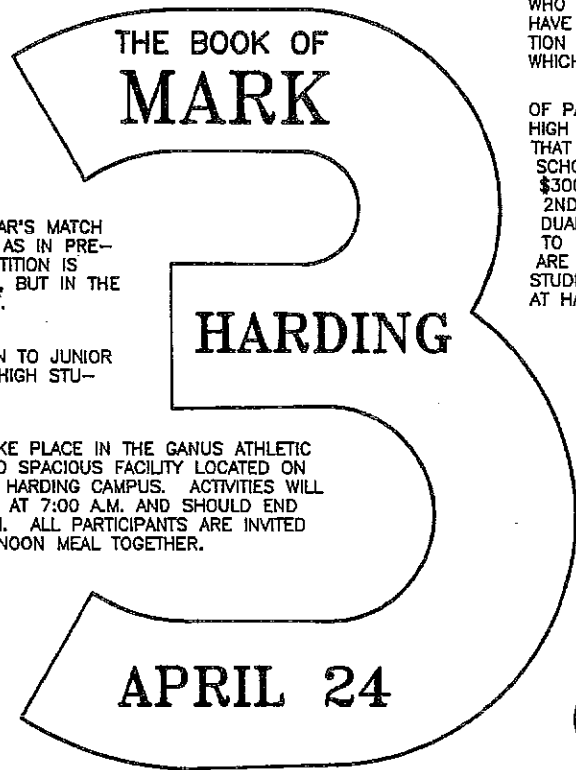 THE BOOK OF
MARK
HARDING
APRIL 24
AR'S MATCH
AS IN PRE-
TITION IS
, BUT IN THE
N TO JUNIOR
HIGH STU-
KE PLACE IN THE GANUS ATHLETIC
D SPACIOUS FACILITY LOCATED ON
HARDING CAMPUS. ACTIVITIES WILL
AT 7:00 A.M. AND SHOULD END
ALL PARTICIPANTS ARE INVITED
NOON MEAL TOGETHER.
WHO
HAVE
TION
WHICH
OF PA
HIGH
THAT
SCHO
$300
2ND
DUAL
TO
ARE
STUD
AT HA